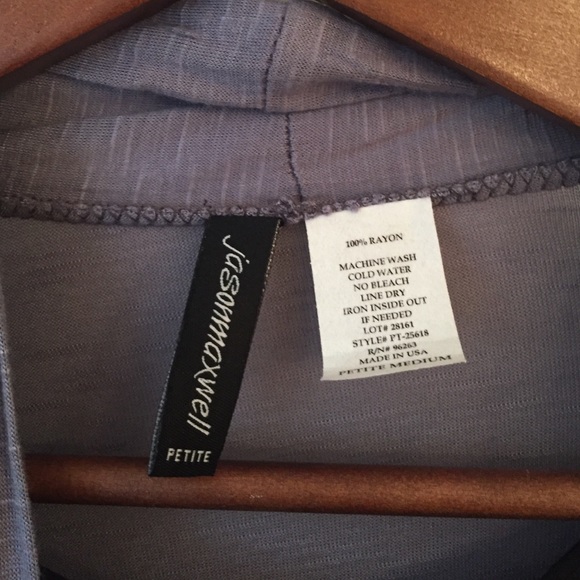 jasonmaxwell
PETITE
100% RAYON
MACHINE WASH
COLD WATER
NO BLEACH
LINE DRY
IRON INSIDE OUT
IF NEEDED
LOT# 28161
STYLE# PT-25618
R/N# 96263
MADE IN USA
PETITE MEDIUM